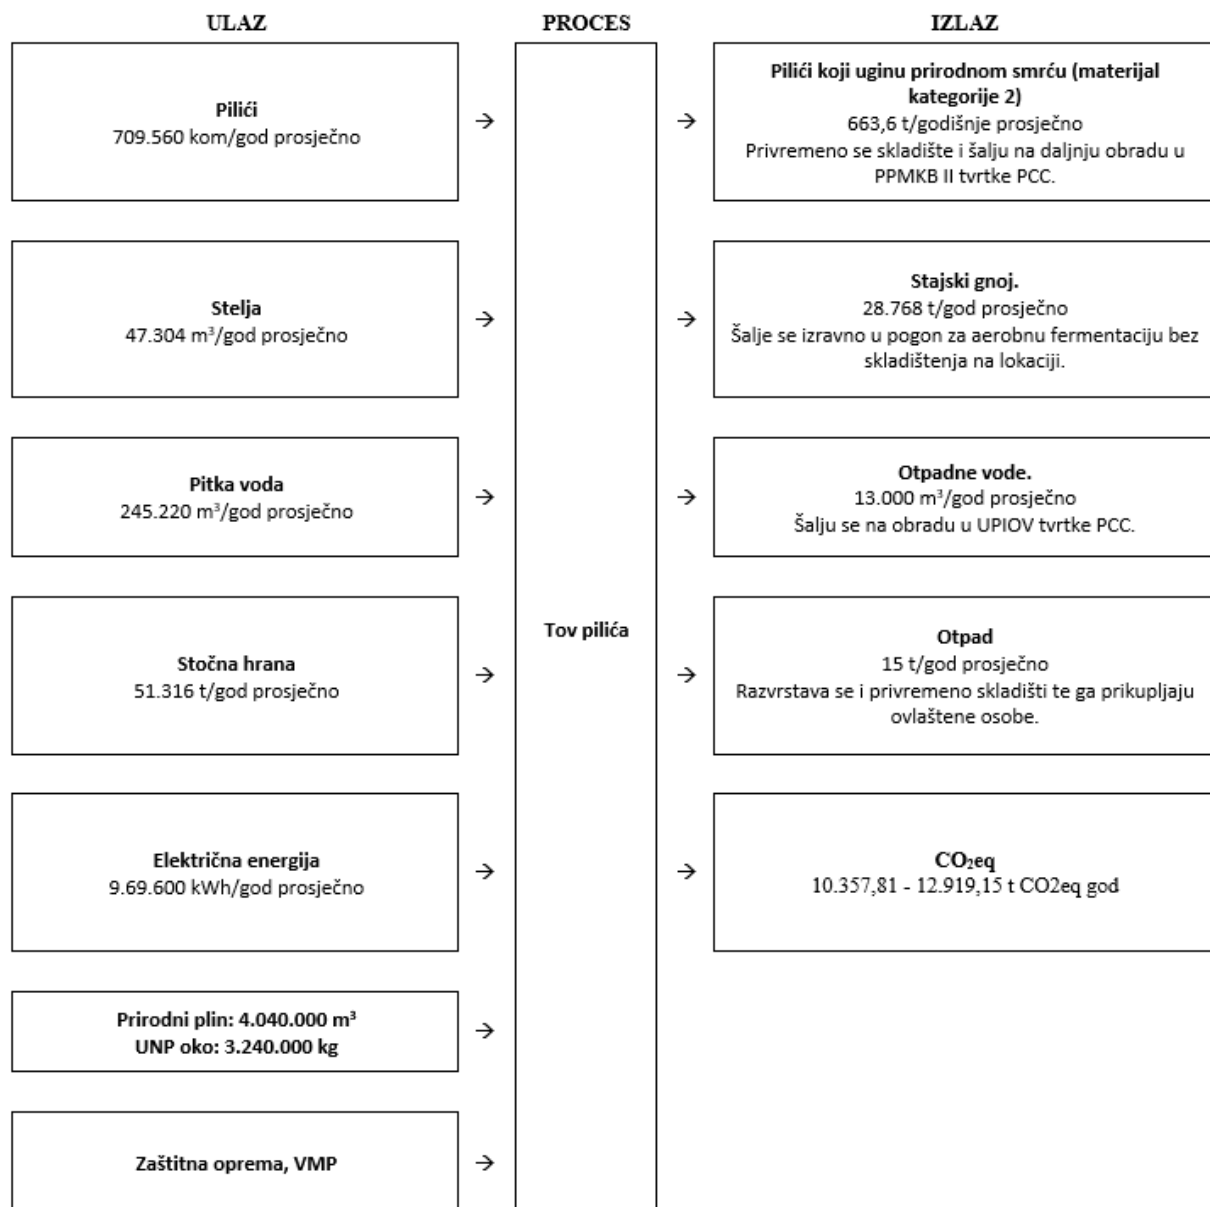 ULAZ
PROCES
IZLAZ
Pilići
709.560 kom/god prosječno
→
→
Pilići koji uginu prirodnom smrću (materijal
kategorije 2)
663,6 t/godišnje prosječno
Privremeno se skladište i šalju na daljnju obradu u
PPMKB II tvrtke PCC.
Stelja
47.304 m³/god prosječno
→
→
Stajski gnoj.
28.768 t/god prosječno
Šalje se izravno u pogon za aerobnu fermentaciju bez
skladištenja na lokaciji.
Pitka voda
245.220 m³/god prosječno
→
→
Otpadne vode.
13.000 m³/god prosječno
Šalju se na obradu u UPIOV tvrtke PCC.
Stočna hrana
51.316 t/god prosječno
→
Tov pilića
→
Otpad
15 t/god prosječno
Razvrstava se i privremeno skladišti te ga prikupljaju
ovlaštene osobe.
Električna energija
9.69.600 kWh/god prosječno
→
→
CO₂eq
10.357,81 - 12.919,15 t CO2eq god
Prirodni plin: 4.040.000 m³
UNP oko: 3.240.000 kg
→
Zaštitna oprema, VMP
→